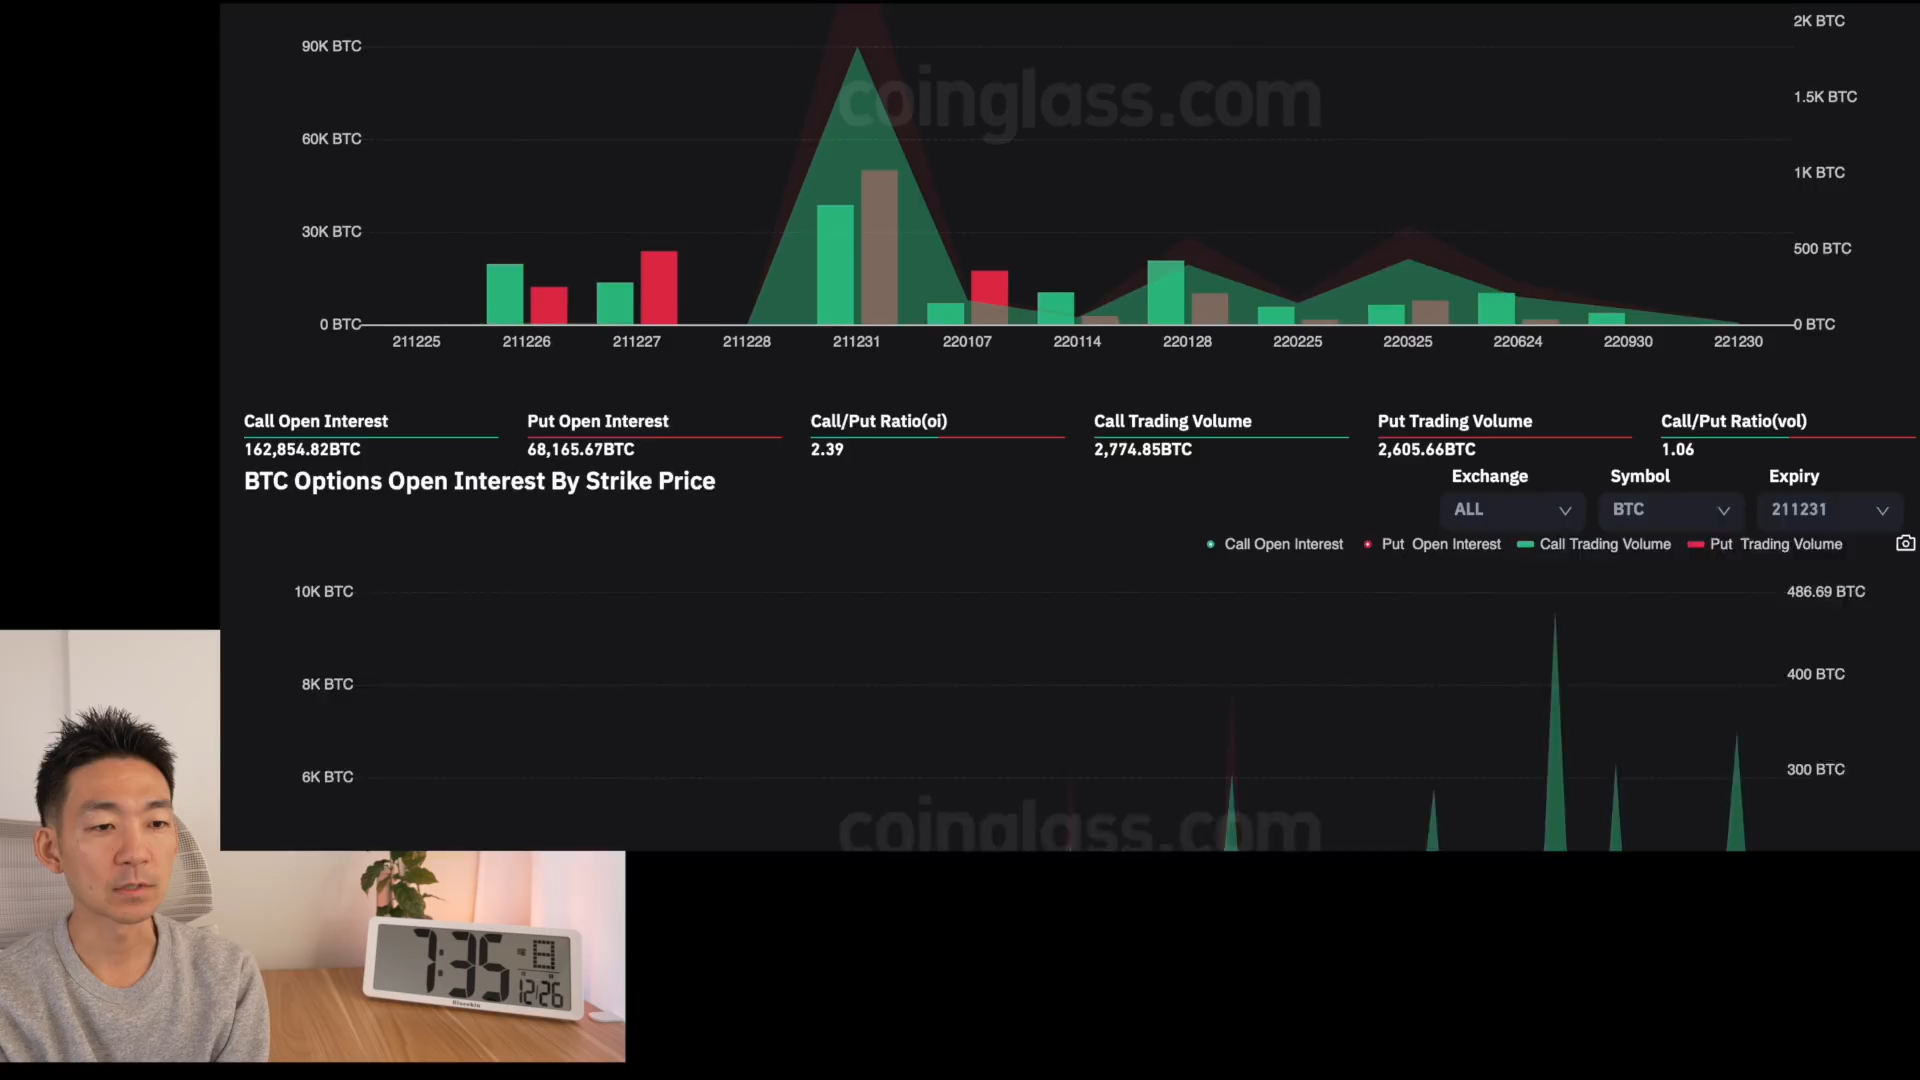 90K BTC
60K BTC
30K BTC
0 BTC
2K BTC
1.5K BTC
1K BTC
500 BTC
0 BTC
coinglass.com
211225 211226 211227 211228 211231 220107 220114 220128 220225 220325 220624 220930 221230
Call Open Interest Put Open Interest Call/Put Ratio(oi) Call Trading Volume Put Trading Volume Call/Put Ratio(vol)
162,854.82BTC 68,165.67BTC 2.39 2,774.85BTC 2,605.66BTC 1.06
BTC Options Open Interest By Strike Price
Exchange Symbol Expiry
ALL BTC 211231
Call Open Interest Put Open Interest Call Trading Volume Put Trading Volume
10K BTC
8K BTC
6K BTC
486.69 BTC
400 BTC
300 BTC
coinglass.com
7:35
日
12/26